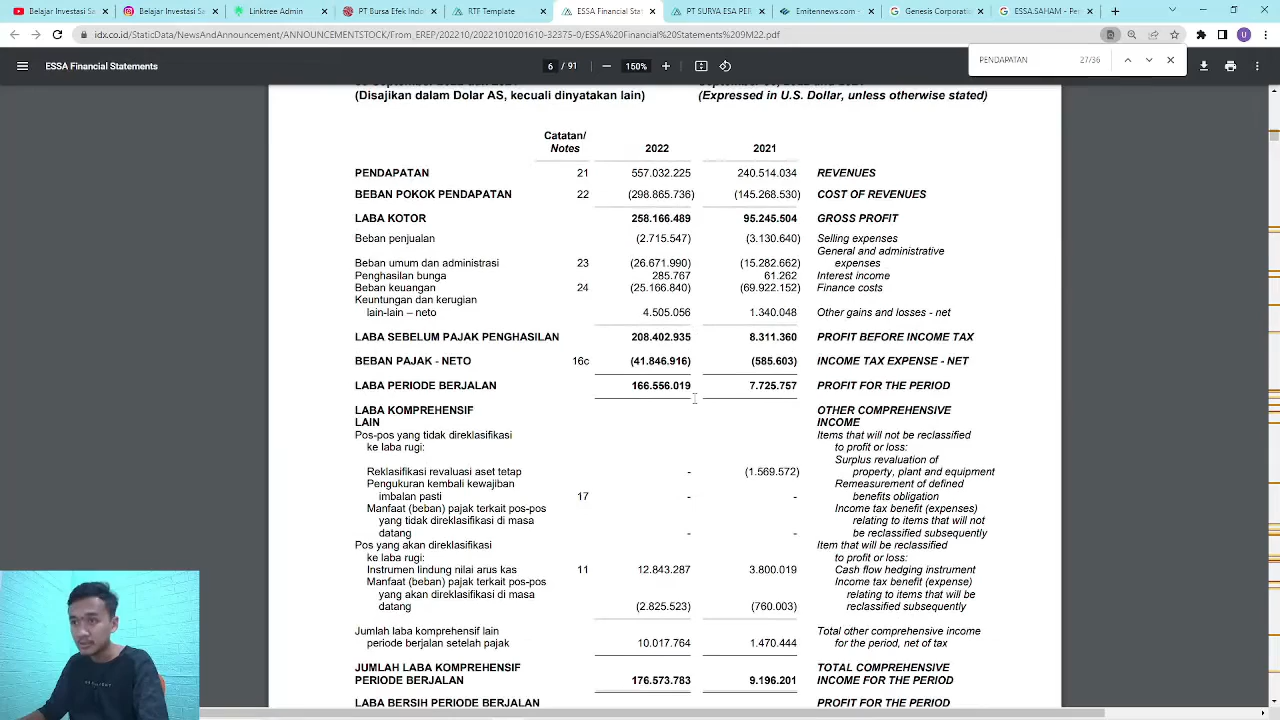 Belajar Investasi Sa
Belajar Investasi Sa
Linktree Admin
PT Bursa Efek Indo
RTF Template
ESSA Financial Stat
PT SURYA ESA PER
Emitennews.com -
Genesis Corporati
ESSA:SAHAM - Pe
idx.co.id/StaticData/NewsAndAnnouncement/ANNOUNCEMENTSTOCK/From_EREP/202210/20221010201610-32375-0/ESSA%20Financial%20Statements%209M22.pdf
U
ESSA Financial Statements
6 / 91
150%
PENDAPATAN
27/36
(Disajikan dalam Dolar AS, kecuali dinyatakan lain)
(Expressed in U.S. Dollar, unless otherwise stated)
Catatan/
Notes 2022 2021
PENDAPATAN 21 557.032.225 240.514.034 REVENUES
BEBAN POKOK PENDAPATAN 22 (298.865.736) (145.268.530) COST OF REVENUES
LABA KOTOR 258.166.489 95.245.504 GROSS PROFIT
Beban penjualan (2.715.547) (3.130.640) Selling expenses
General and administrative
Beban umum dan administrasi 23 (26.671.990) (15.282.662) expenses
Penghasilan bunga 285.767 61.262 Interest income
Beban keuangan 24 (25.166.840) (69.922.152) Finance costs
Keuntungan dan kerugian
lain-lain – neto 4.505.056 1.340.048 Other gains and losses - net
LABA SEBELUM PAJAK PENGHASILAN 208.402.935 8.311.360 PROFIT BEFORE INCOME TAX
BEBAN PAJAK - NETO 16c (41.846.916) (585.603) INCOME TAX EXPENSE - NET
LABA PERIODE BERJALAN 166.556.019 7.725.757 PROFIT FOR THE PERIOD
LABA KOMPREHENSIF OTHER COMPREHENSIVE
LAIN INCOME
Pos-pos yang tidak direklasifikasi Items that will not be reclassified
ke laba rugi: to profit or loss:
Surplus revaluation of
Reklasifikasi revaluasi aset tetap - (1.569.572) property, plant and equipment
Pengukuran kembali kewajiban Remeasurement of defined
imbalan pasti 17 - - benefits obligation
Manfaat (beban) pajak terkait pos-pos Income tax benefit (expenses)
yang tidak direklasifikasi di masa relating to items that will not
datang - - be reclassified subsequently
Pos yang akan direklasifikasi Item that will be reclassified
ke laba rugi: to profit or loss:
Instrumen lindung nilai arus kas 11 12.843.287 3.800.019 Cash flow hedging instrument
Manfaat (beban) pajak terkait pos-pos Income tax benefit (expense)
yang akan direklasifikasi di masa relating to items that will be
datang (2.825.523) (760.003) reclassified subsequently
Jumlah laba komprehensif lain Total other comprehensive income
periode berjalan setelah pajak 10.017.764 1.470.444 for the period, net of tax
JUMLAH LABA KOMPREHENSIF TOTAL COMPREHENSIVE
PERIODE BERJALAN 176.573.783 9.196.201 INCOME FOR THE PERIOD
LABA BERSIH PERIODE BERJALAN PROFIT FOR THE PERIOD